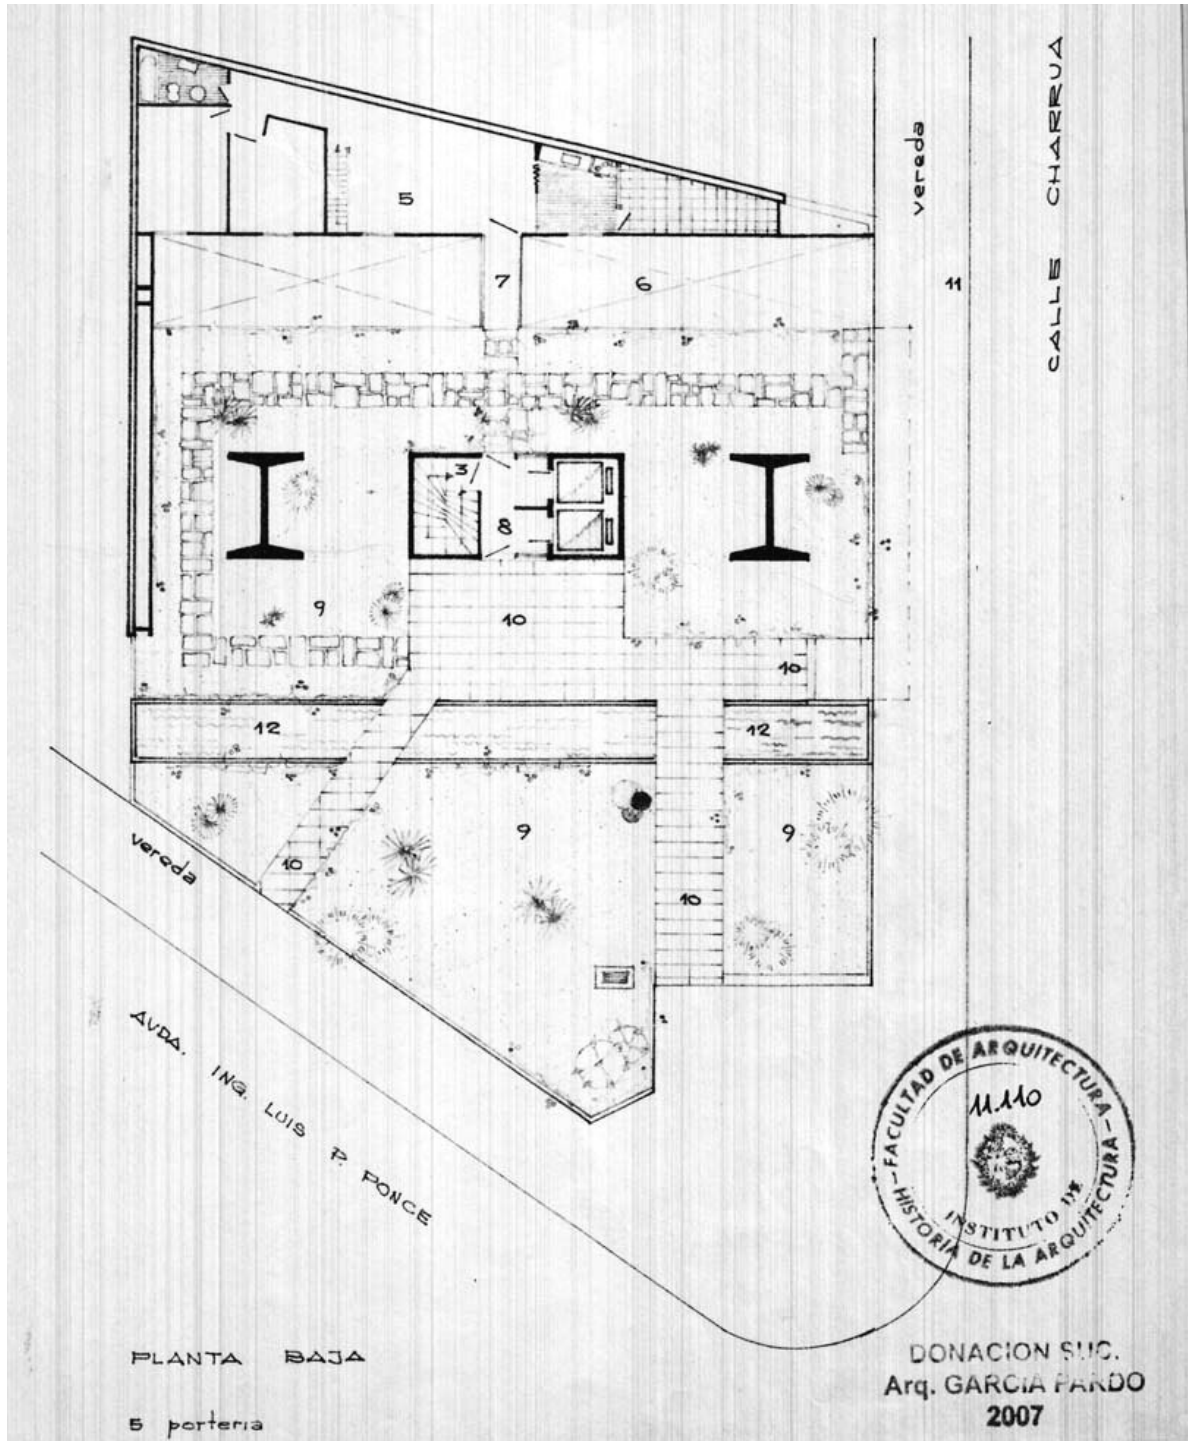 CALLE CHARRUA
vereda
5
7
6
11
3
8
9
10
10
12
12
9
9
10
10
vereda
AVDA. ING. LUIS P. PONCE
FACULTAD DE ARQUITECTURA
11.110
INSTITUTO DE
HISTORIA DE LA ARQUITECTURA
PLANTA BAJA
5 porteria
DONACION SUC.
Arq. GARCIA PARDO
2007